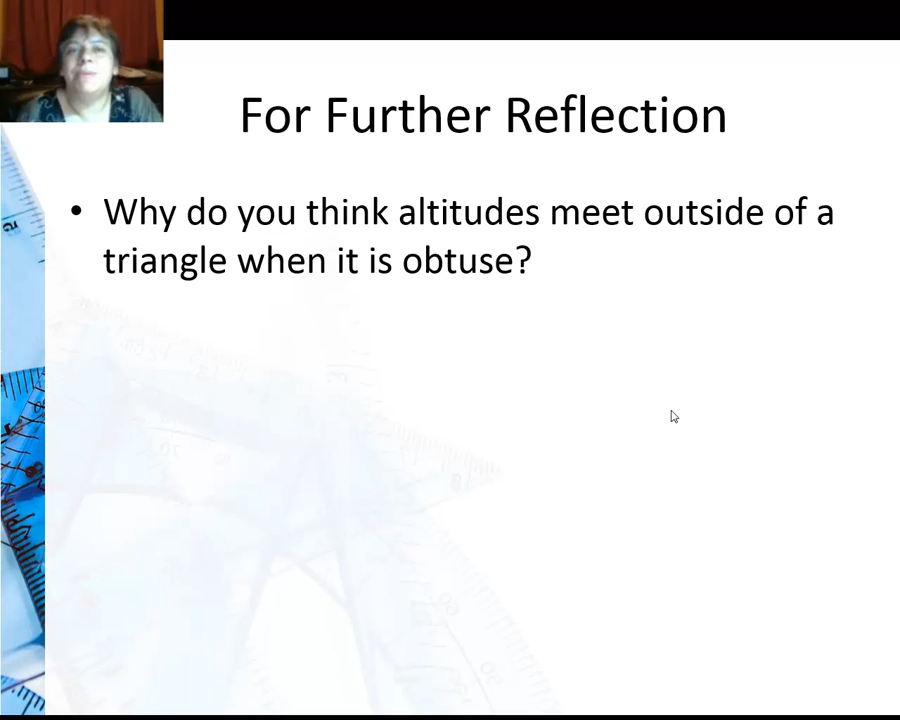 For Further Reflection
• Why do you think altitudes meet outside of a
triangle when it is obtuse?